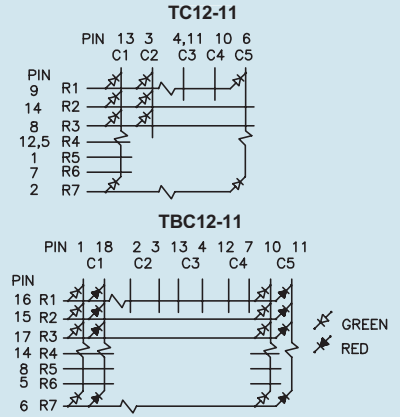 TC12-11
PIN 13 3 4,11 10 6
C1 C2 C3 C4 C5
PIN
9 R1
14 R2
8 R3
12,5 R4
1 R5
7 R6
2 R7
TBC12-11
PIN 1 18 2 3 13 4 12 7 10 11
C1 C2 C3 C4 C5
PIN
16 R1
15 R2
17 R3
14 R4
8 R5
5 R6
6 R7
GREEN
RED